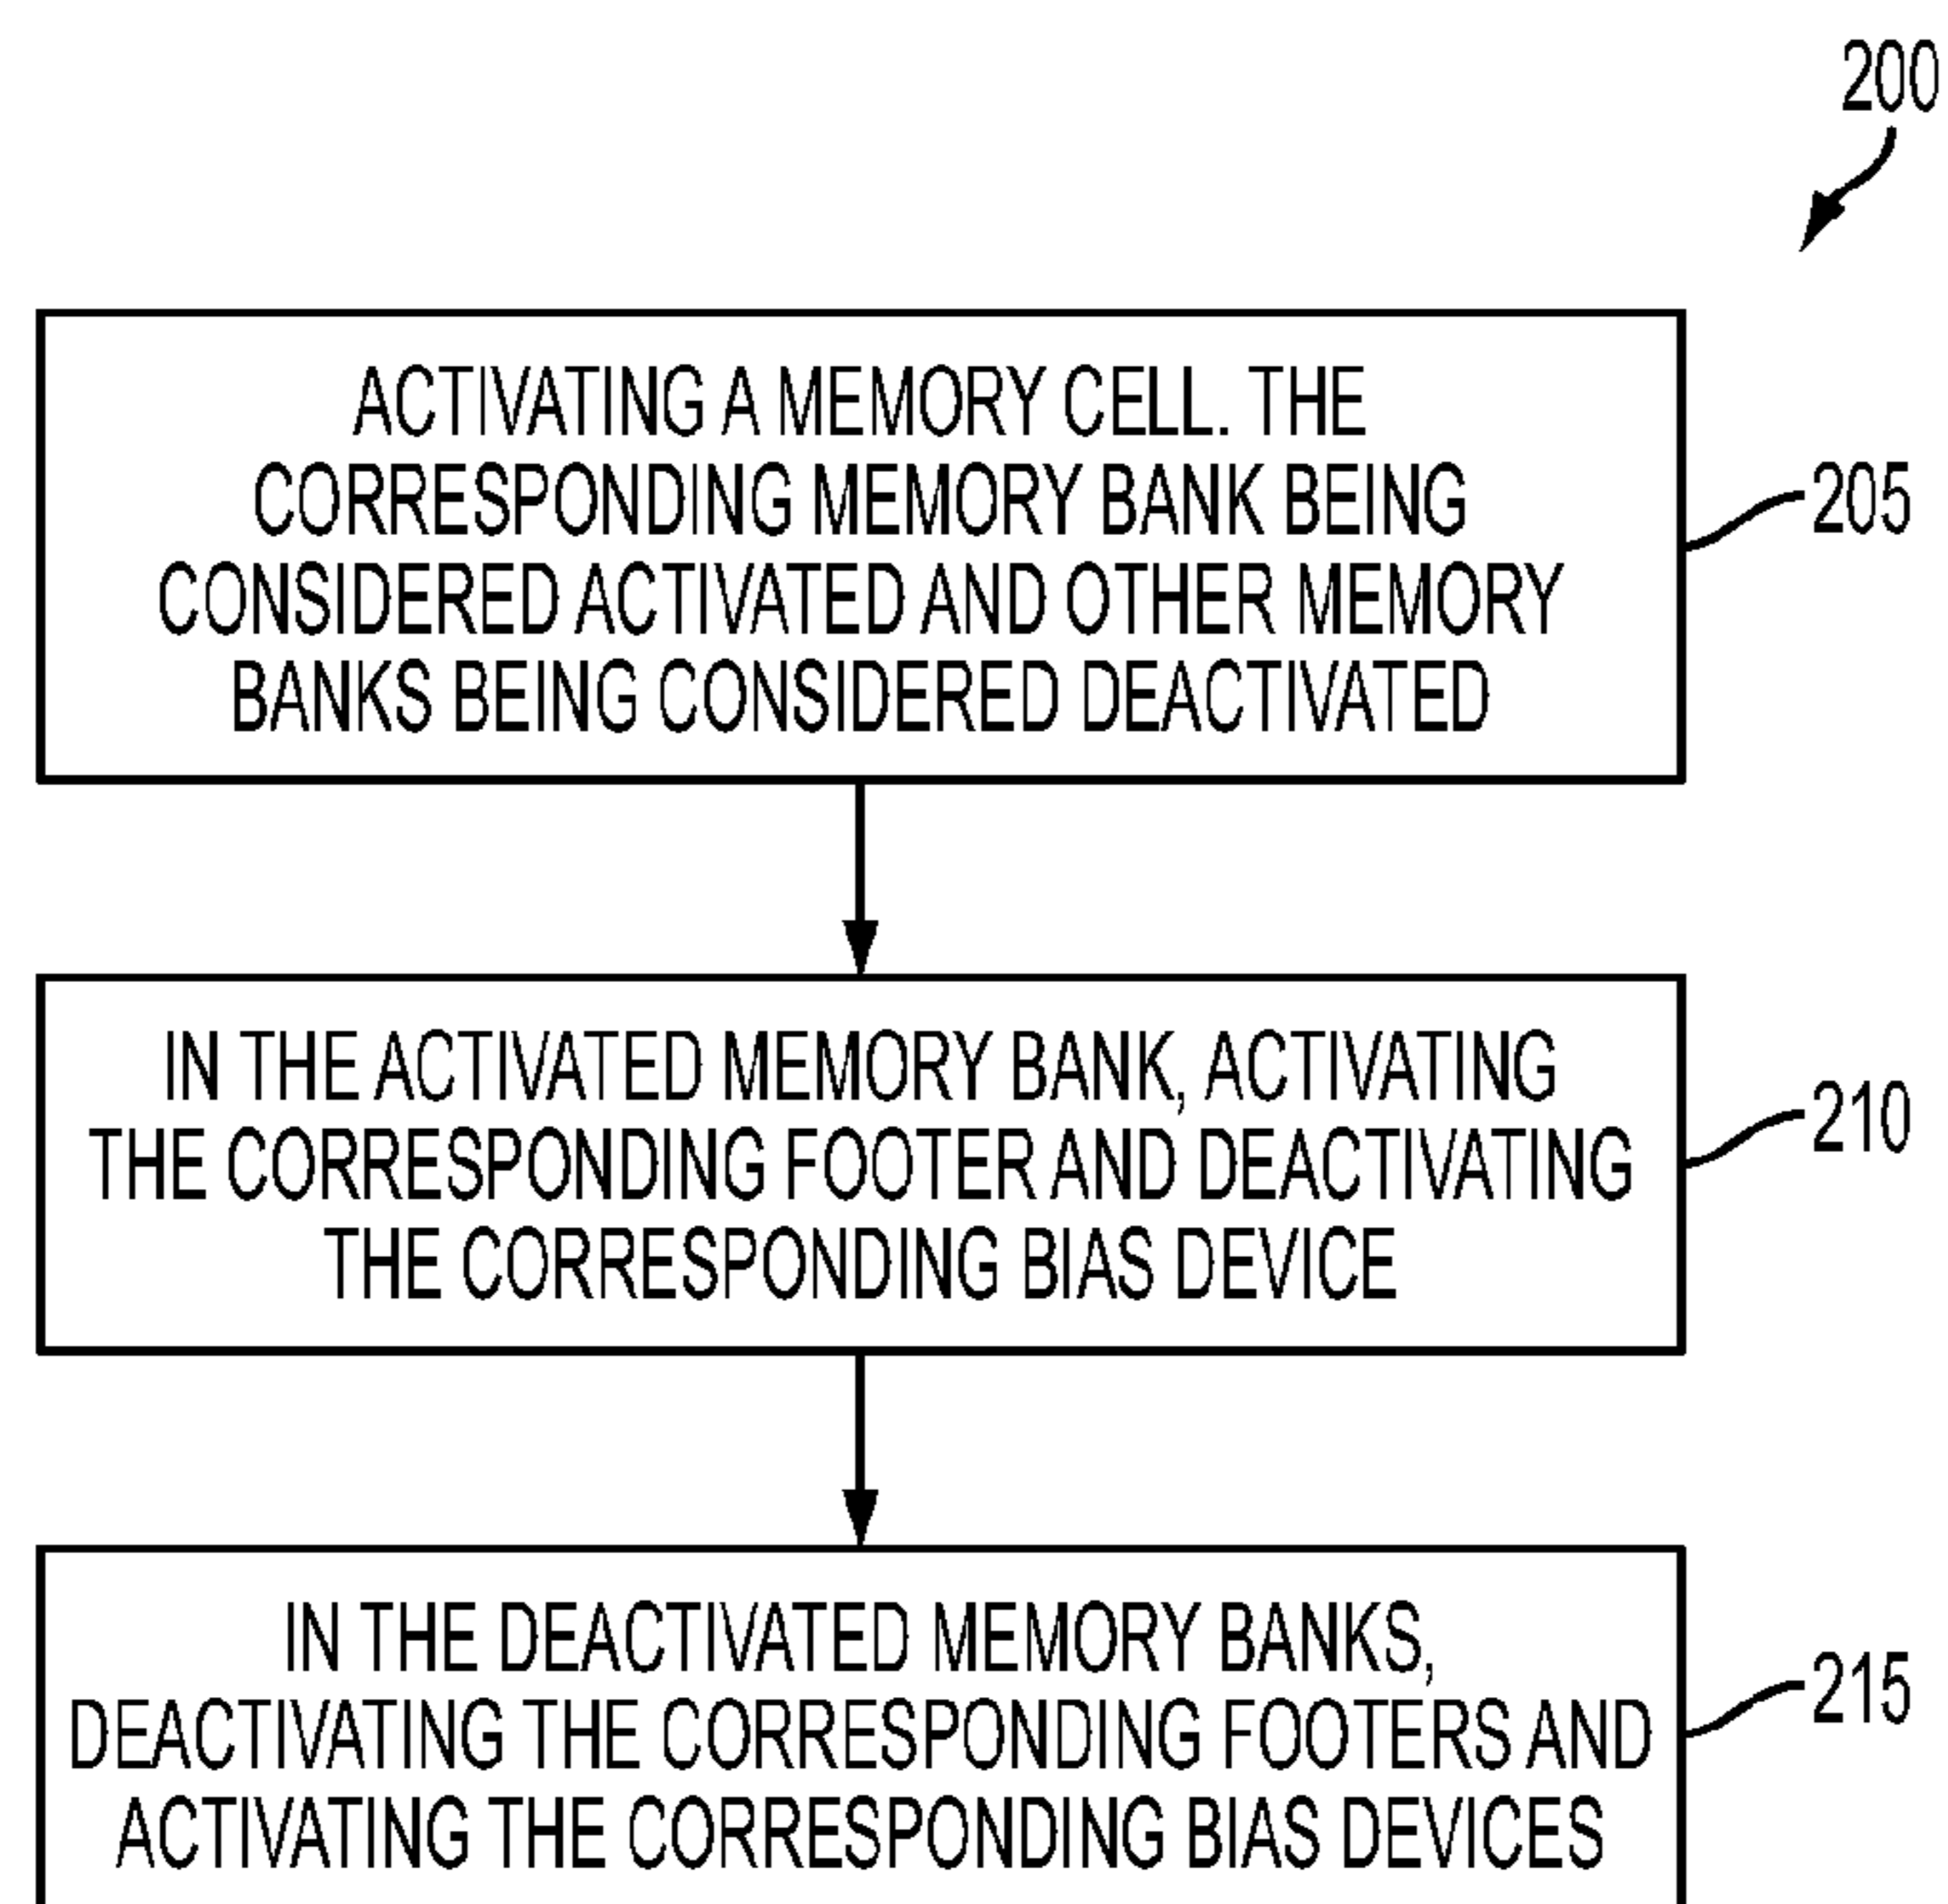 200
ACTIVATING A MEMORY CELL. THE
CORRESPONDING MEMORY BANK BEING
CONSIDERED ACTIVATED AND OTHER MEMORY
BANKS BEING CONSIDERED DEACTIVATED
205
IN THE ACTIVATED MEMORY BANK, ACTIVATING
THE CORRESPONDING FOOTER AND DEACTIVATING
THE CORRESPONDING BIAS DEVICE
210
IN THE DEACTIVATED MEMORY BANKS,
DEACTIVATING THE CORRESPONDING FOOTERS AND
ACTIVATING THE CORRESPONDING BIAS DEVICES
215